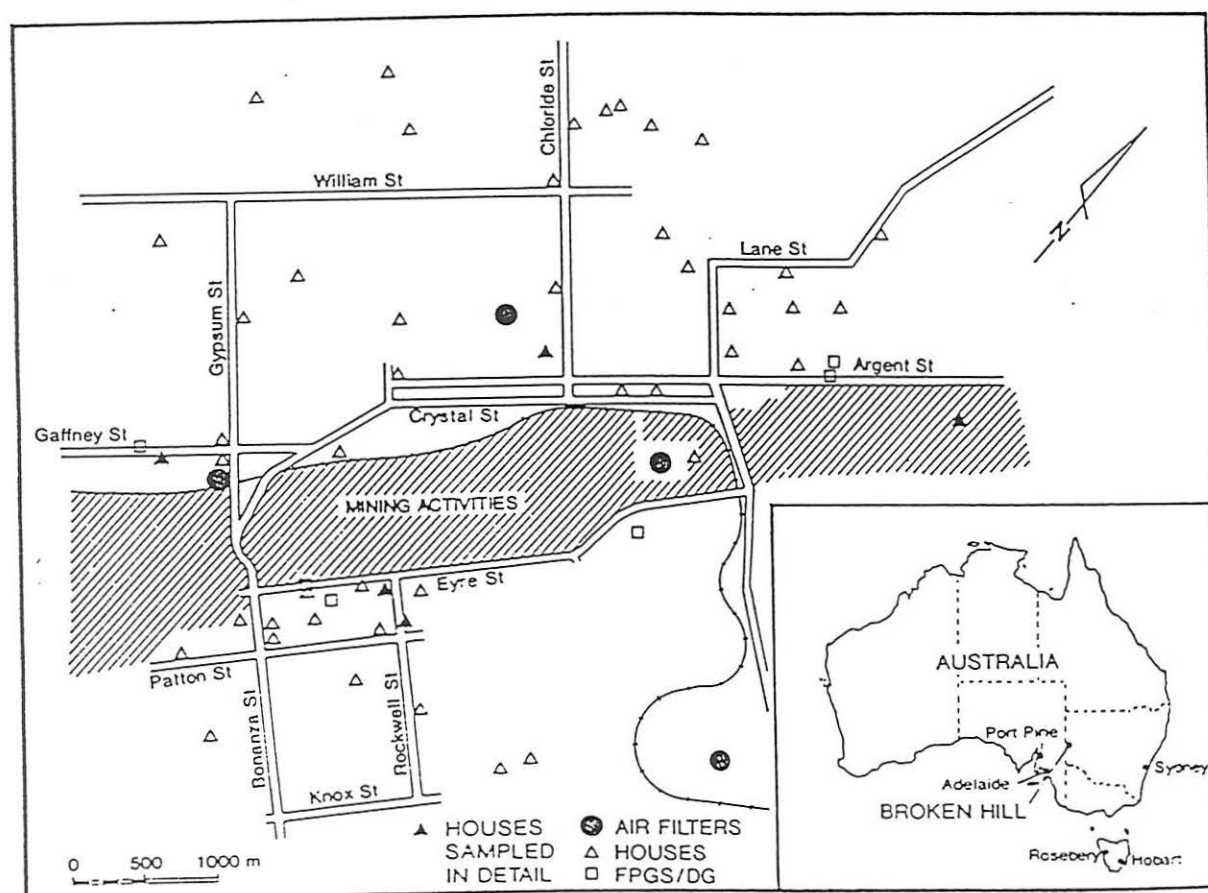 Chloride St
William St
Lane St
N
Gypsum St
Argent St
Crystal St
Gaffney St
MINING ACTIVITIES
Eyre St
Patton St
Bonanza St
Rockwell St
Knox St
0 500 1000 m
HOUSES
SAMPLED
IN DETAIL
AIR FILTERS
HOUSES
FPGS/DG
AUSTRALIA
Port Pirie
Sydney
Adelaide
BROKEN HILL
Rosebery
Hobart